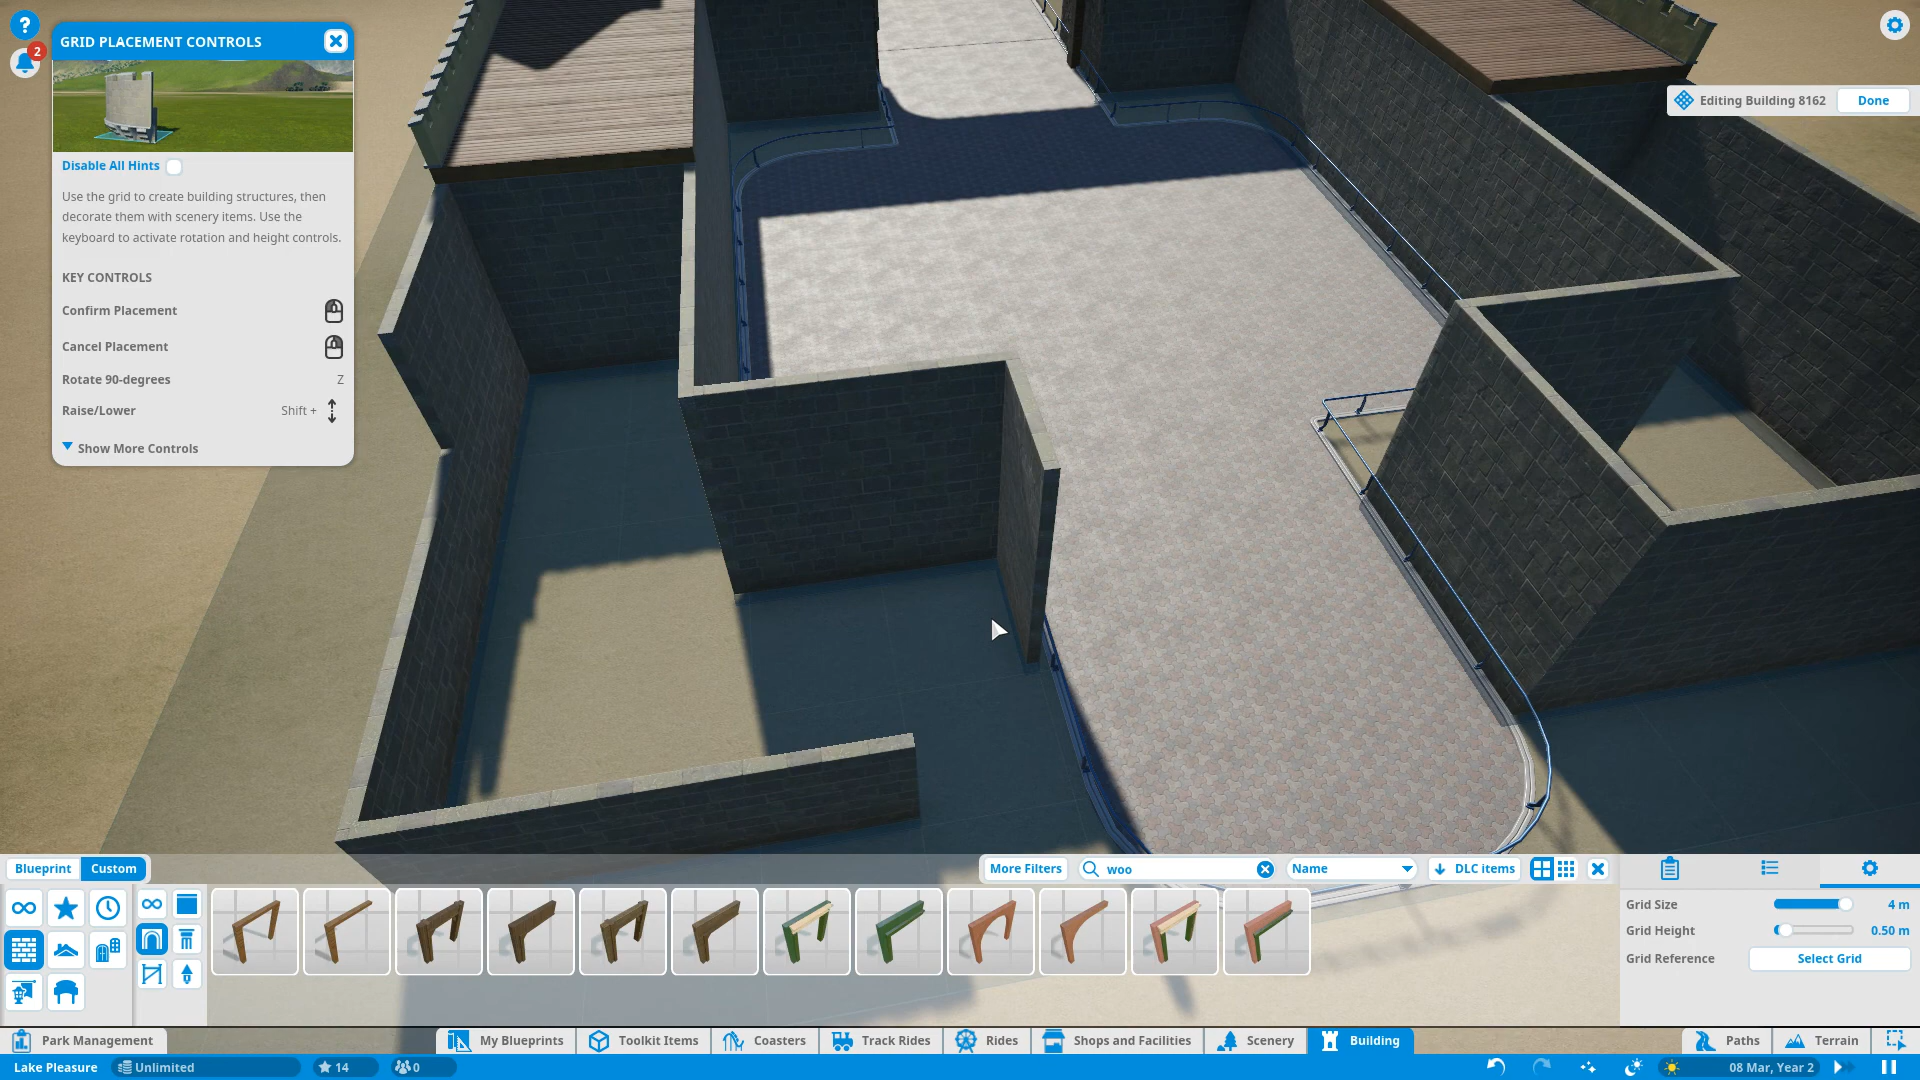 ?
2
GRID PLACEMENT CONTROLS
Disable All Hints
Use the grid to create building structures, then
decorate them with scenery items. Use the
keyboard to activate rotation and height controls.
KEY CONTROLS
Confirm Placement
Cancel Placement
Rotate 90-degrees Z
Raise/Lower Shift +
Show More Controls
Editing Building 8162 Done
Blueprint Custom
More Filters woo Name DLC items
Grid Size 4 m
Grid Height 0.50 m
Grid Reference Select Grid
Park Management
My Blueprints Toolkit Items Coasters Track Rides Rides Shops and Facilities Scenery Building Paths Terrain
Lake Pleasure Unlimited 14 0 08 Mar, Year 2